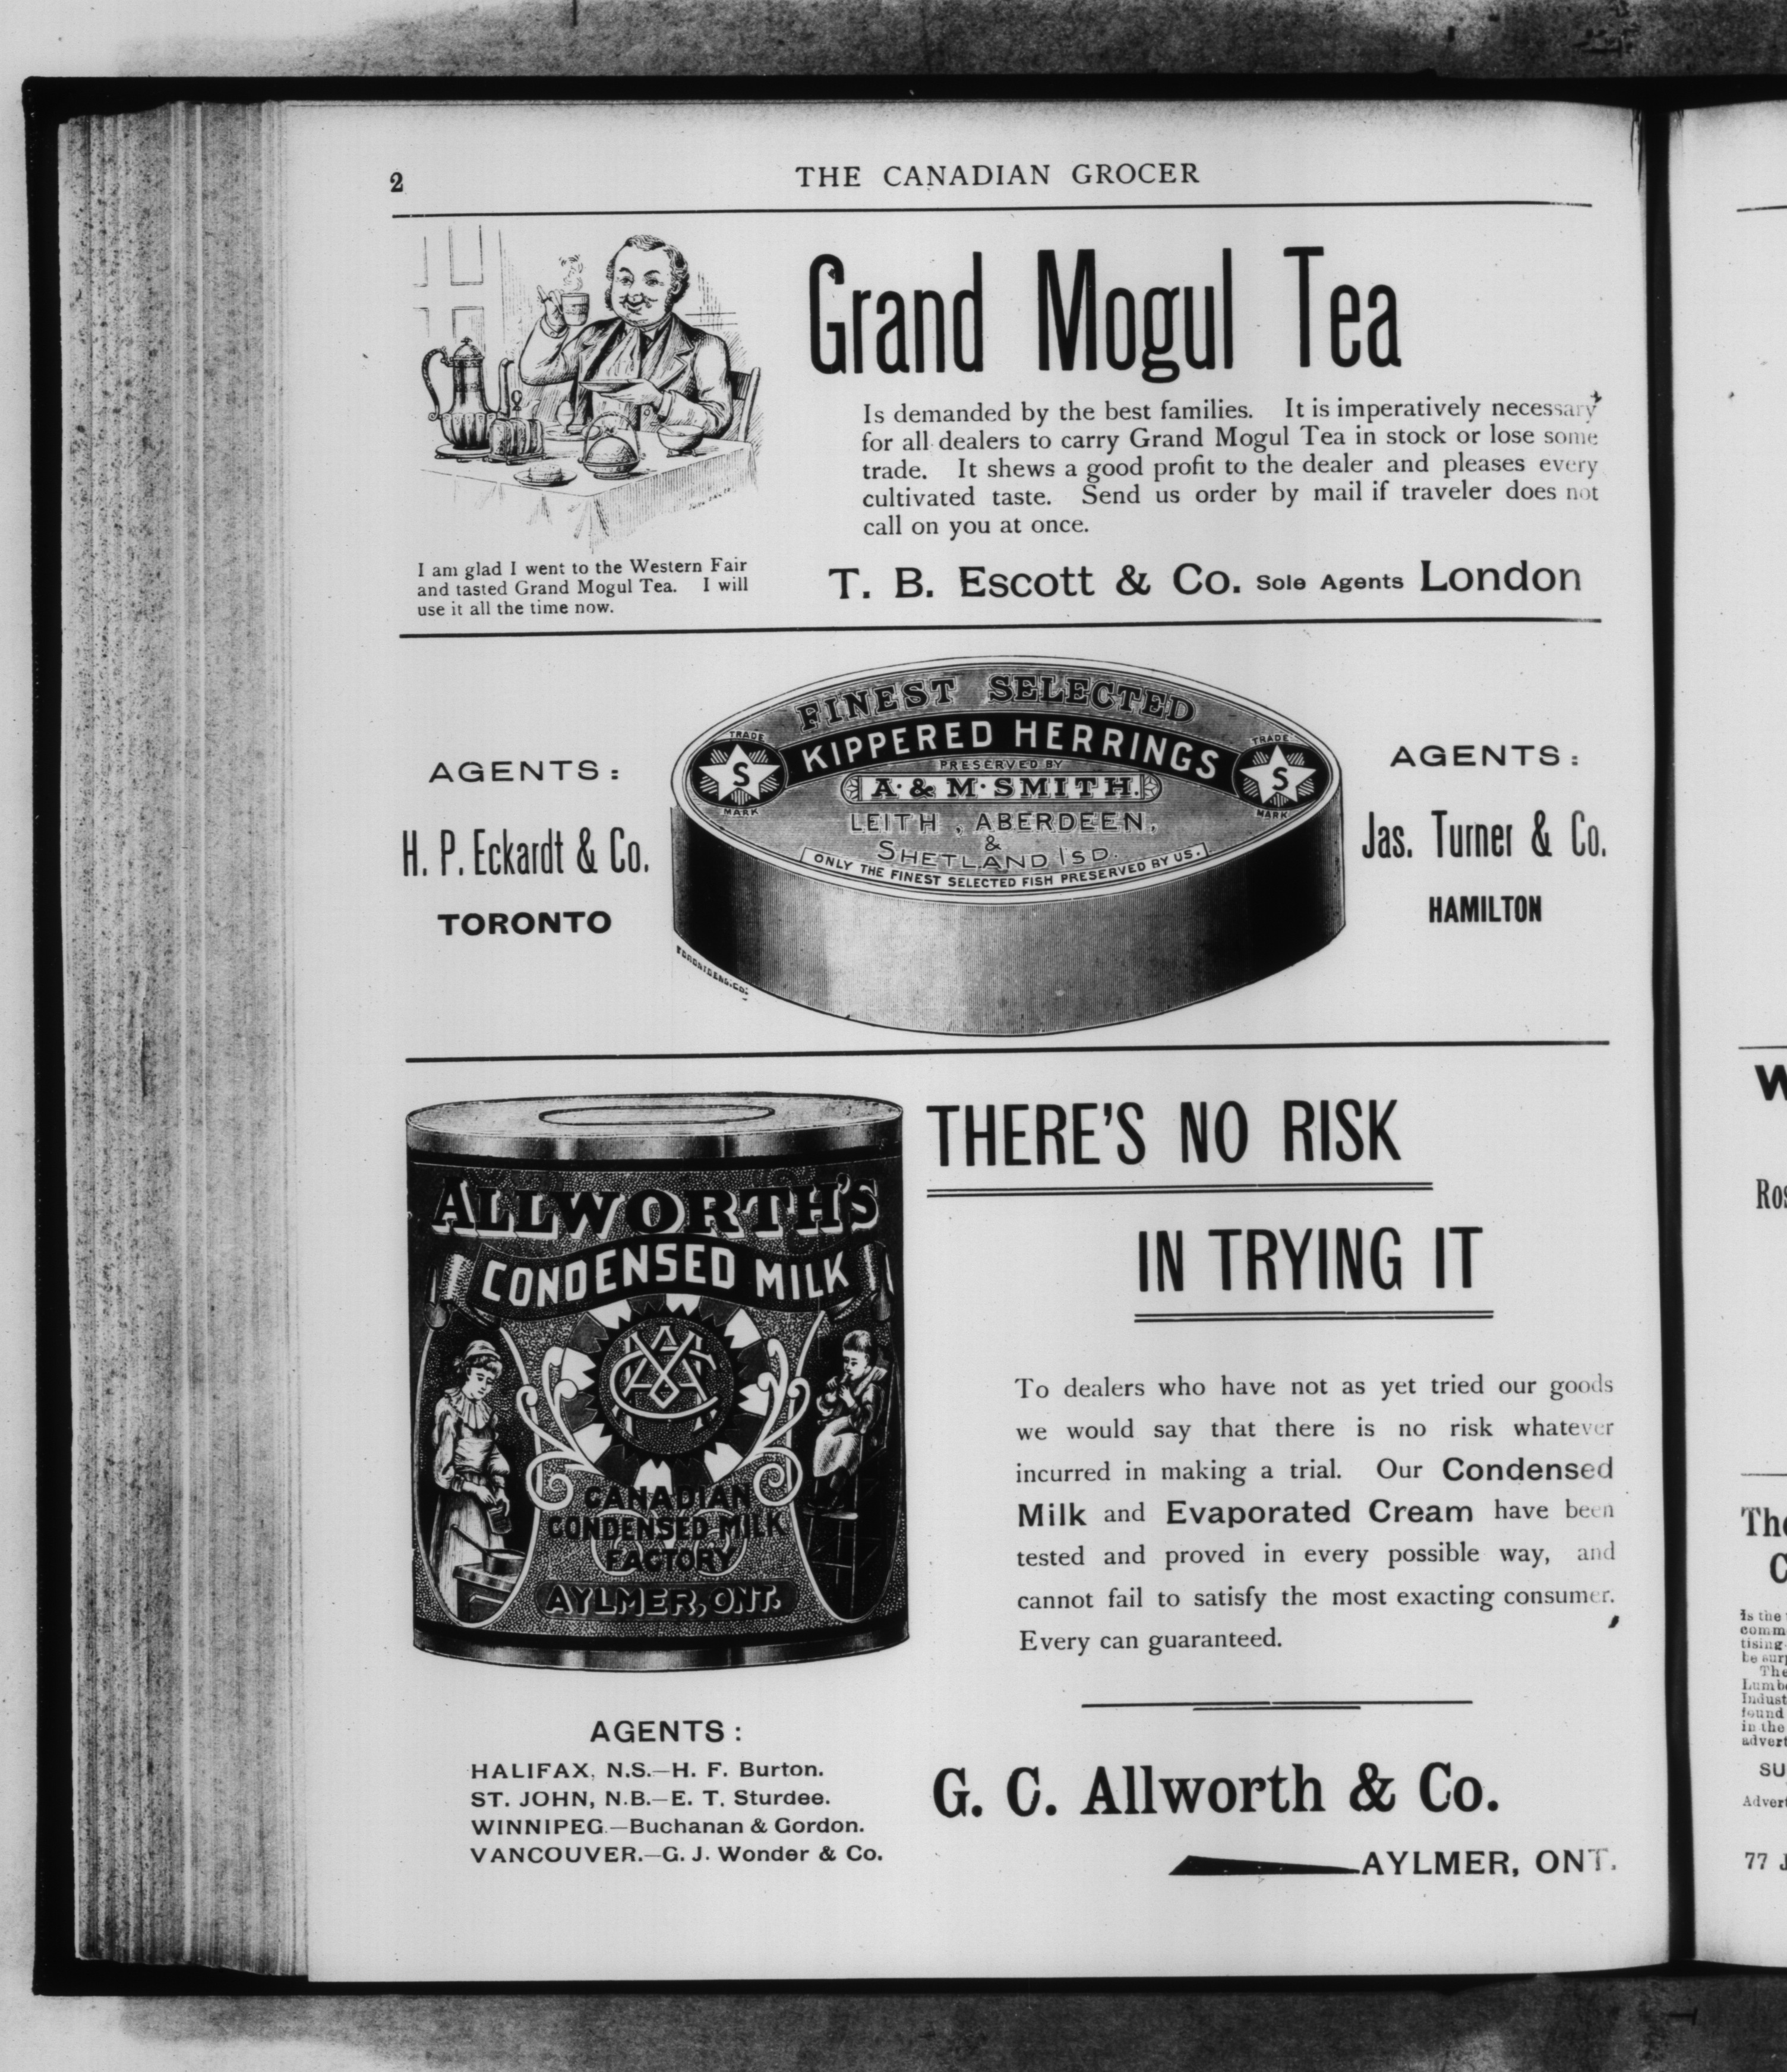 2
THE CANADIAN GROCER
Grand Mogul Tea
Is demanded by the best families. It is imperatively necessary
for all dealers to carry Grand Mogul Tea in stock or lose some
trade. It shews a good profit to the dealer and pleases every
cultivated taste. Send us order by mail if traveler does not
call on you at once.
I am glad I went to the Western Fair
and tasted Grand Mogul Tea. I will
use it all the time now.
T. B. Escott & Co. Sole Agents London
AGENTS:
H. P. Eckardt & Co.
TORONTO
FINEST SELECTED
KIPPERED HERRINGS
TRADE
S
MARK
TRADE
S
MARK
PRESERVED BY
A. & M. SMITH.
LEITH, ABERDEEN,
&
SHETLAND ISD.
ONLY THE FINEST SELECTED FISH PRESERVED BY US.
AGENTS:
Jas. Turner & Co.
HAMILTON
ALLWORTH'S
CONDENSED MILK
CANADIAN
CONDENSED MILK
FACTORY
AYLMER, ONT.
THERE'S NO RISK
IN TRYING IT
To dealers who have not as yet tried our goods
we would say that there is no risk whatever
incurred in making a trial. Our Condensed
Milk and Evaporated Cream have been
tested and proved in every possible way, and
cannot fail to satisfy the most exacting consumer.
Every can guaranteed.
AGENTS:
HALIFAX, N.S.—H. F. Burton.
ST. JOHN, N.B.—E. T. Sturdee.
WINNIPEG.—Buchanan & Gordon.
VANCOUVER.—G. J. Wonder & Co.
G. C. Allworth & Co.
AYLMER, ONT.
Is the
in the
77